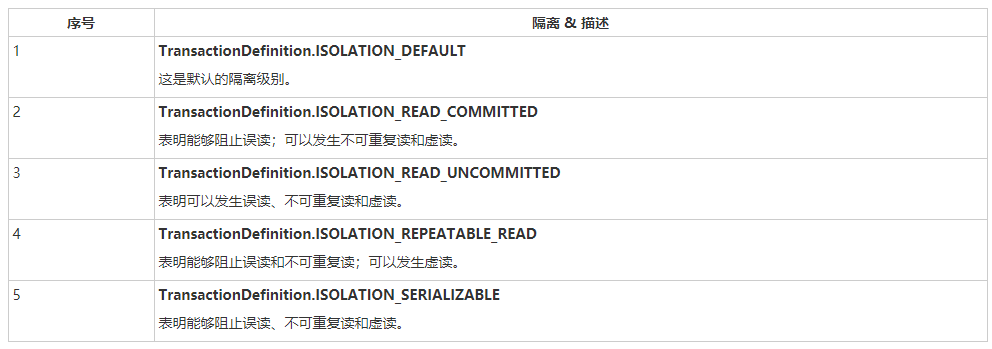 序号 隔离 & 描述
1 TransactionDefinition.ISOLATION_DEFAULT
这是默认的隔离级别。
2 TransactionDefinition.ISOLATION_READ_COMMITTED
表明能够阻止误读；可以发生不可重复读和虚读。
3 TransactionDefinition.ISOLATION_READ_UNCOMMITTED
表明可以发生误读、不可重复读和虚读。
4 TransactionDefinition.ISOLATION_REPEATABLE_READ
表明能够阻止误读和不可重复读；可以发生虚读。
5 TransactionDefinition.ISOLATION_SERIALIZABLE
表明能够阻止误读、不可重复读和虚读。